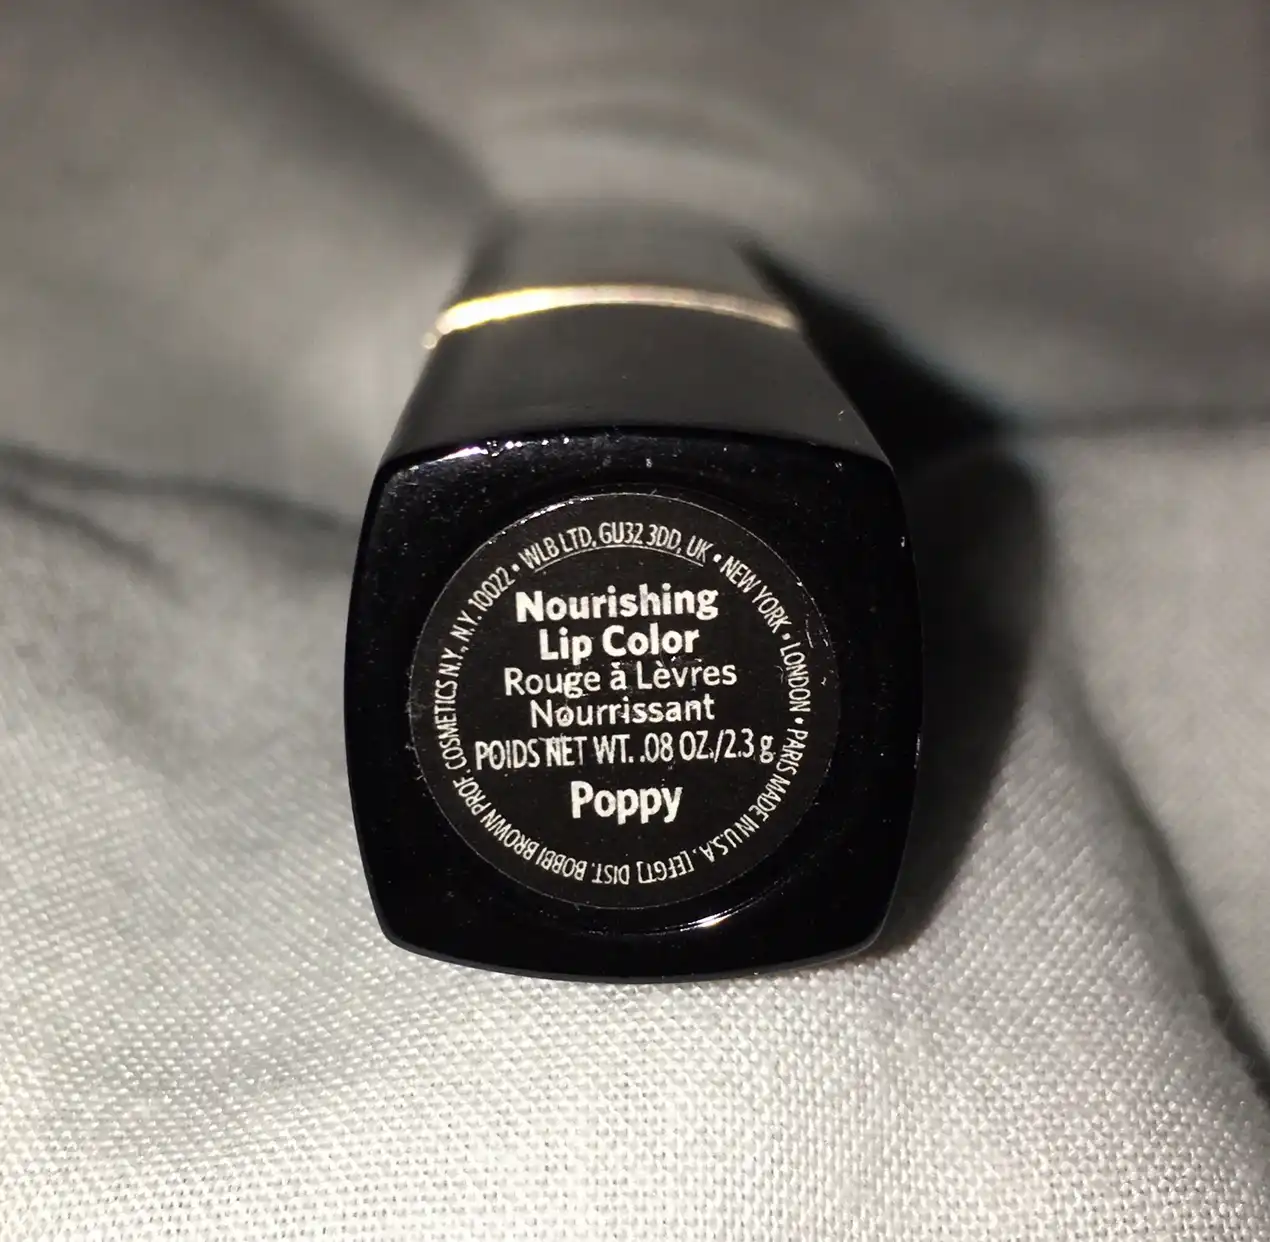 Nourishing
Lip Color
Rouge à Lèvres
Nourrissant
POIDS NET WT. .08 OZ./2.3 g
Poppy
WLB LTD, GU32 3DD, UK • NEW YORK • LONDON • PARIS MADE IN U.S.A. [EFGT] DIST. BOBBI BROWN PROF. COSMETICS N.Y., N.Y. 10022 •